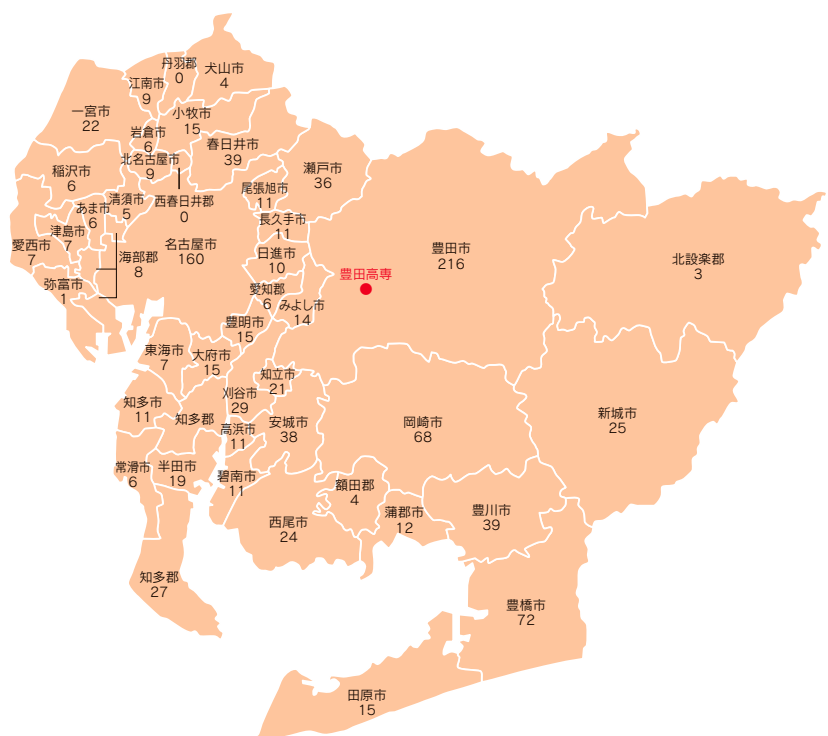 丹羽郡
0
犬山市
4
江南市
9
一宮市
22
小牧市
15
岩倉市
6
春日井市
39
北名古屋市
9
瀬戸市
36
稲沢市
6
尾張旭市
11
清須市
5
西春日井郡
0
あま市
6
長久手市
11
津島市
7
愛西市
7
海部郡
8
名古屋市
160
日進市
10
豊田市
216
北設楽郡
3
豊田高専
弥富市
1
愛知郡
6
みよし市
14
豊明市
15
東海市
7
大府市
15
知立市
21
刈谷市
29
知多市
11
知多郡
高浜市
11
安城市
38
岡崎市
68
新城市
25
常滑市
6
半田市
19
碧南市
11
額田郡
4
西尾市
24
蒲郡市
12
豊川市
39
知多郡
27
豊橋市
72
田原市
15